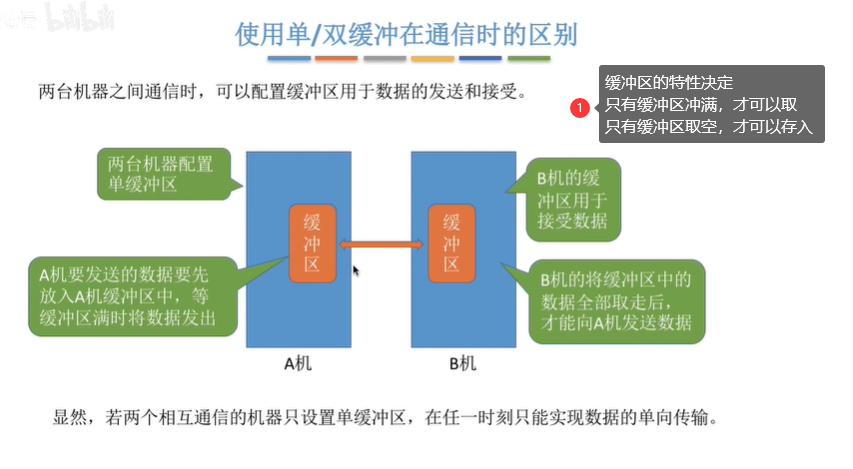 bilibili
使用单/双缓冲在通信时的区别
两台机器之间通信时，可以配置缓冲区用于数据的发送和接受。
1
缓冲区的特性决定
只有缓冲区冲满，才可以取
只有缓冲区取空，才可以存入
两台机器配置
单缓冲区
A机要发送的数据要先
放入A机缓冲区中，等
缓冲区满时将数据发出
缓
冲
区
缓
冲
区
B机的缓
冲区用于
接受数据
B机的将缓冲区中的
数据全部取走后，
才能向A机发送数据
A机
B机
显然，若两个相互通信的机器只设置单缓冲区，在任一时刻只能实现数据的单向传输。